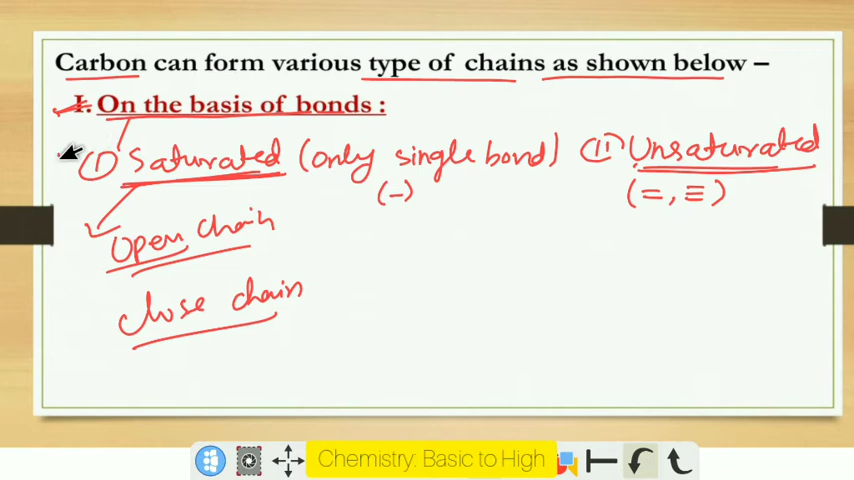 Carbon can form various type of chains as shown below –
I. On the basis of bonds :
(I) Saturated (only single bond) (II) Unsaturated
(–) (=, ≡)
Open chain
close chain
Chemistry: Basic to High